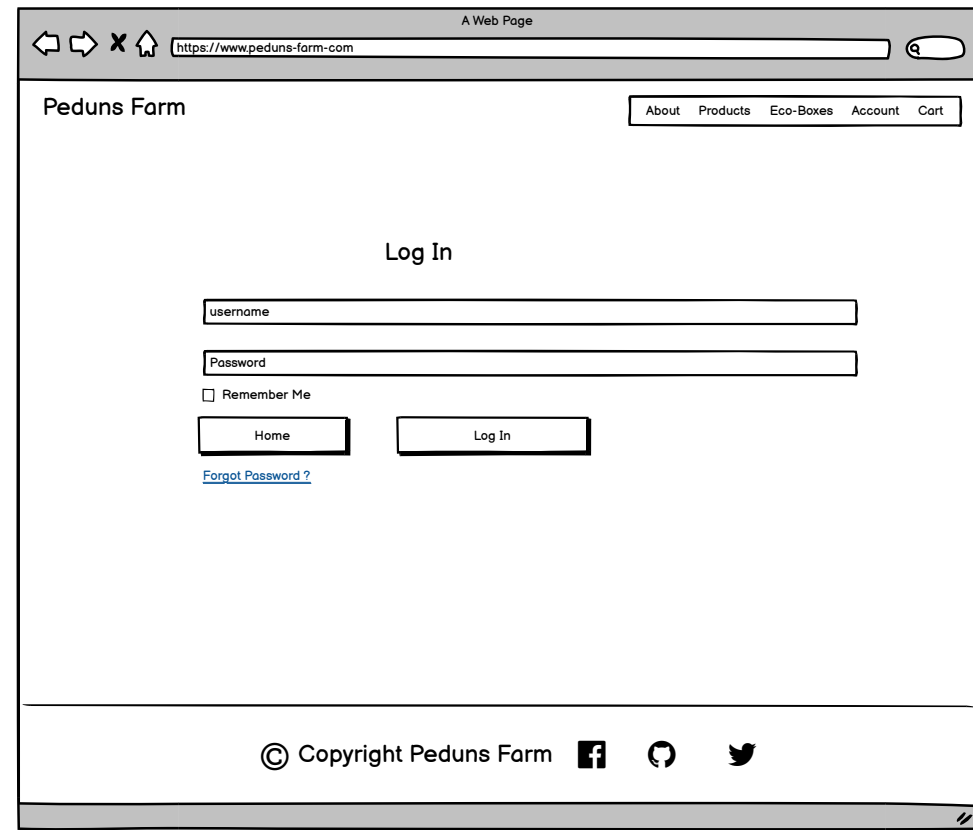 A Web Page
https://www.peduns-farm-com
Peduns Farm
About Products Eco-Boxes Account Cart
Log In
username
Password
Remember Me
Home Log In
Forgot Password ?
© Copyright Peduns Farm